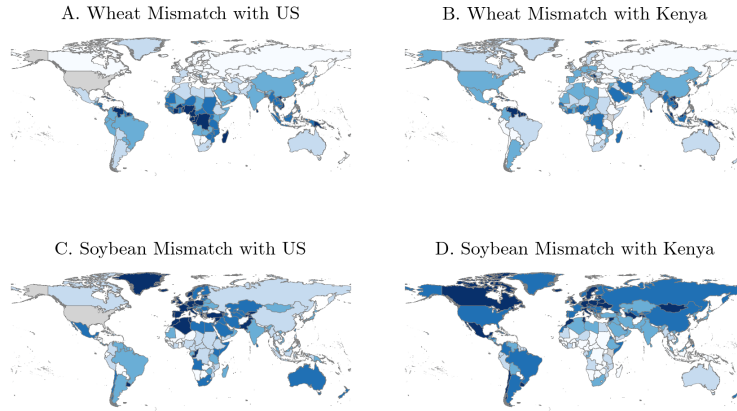 A. Wheat Mismatch with US
B. Wheat Mismatch with Kenya
C. Soybean Mismatch with US
D. Soybean Mismatch with Kenya